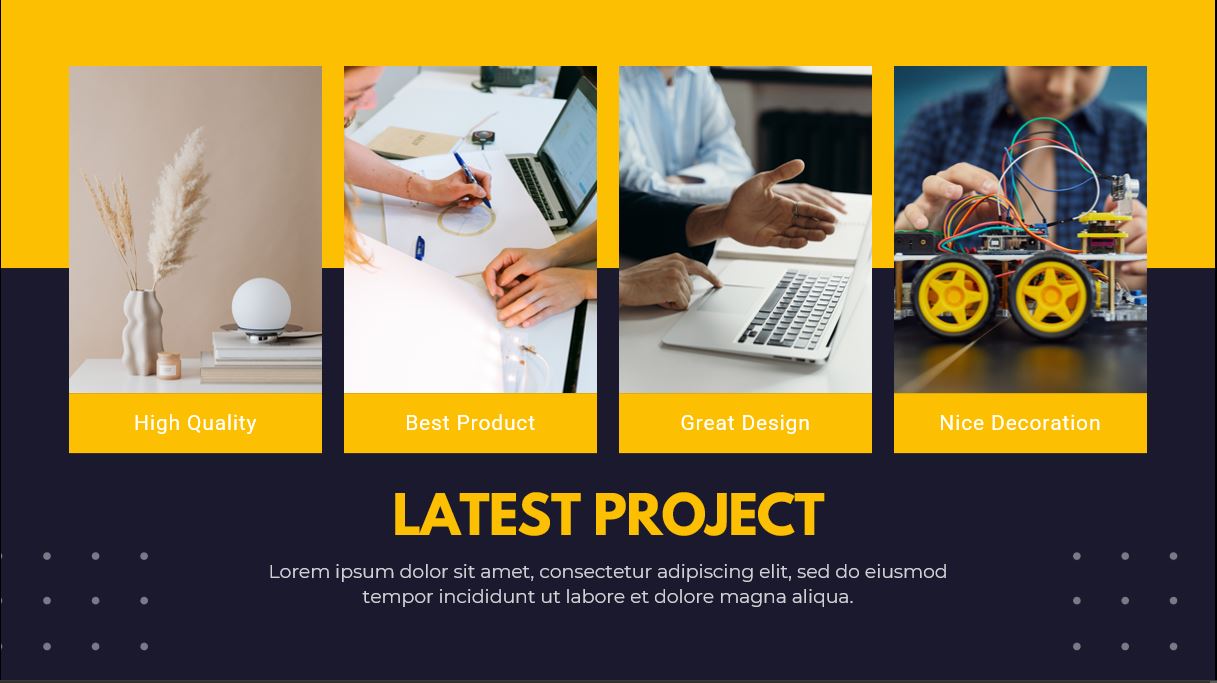 High Quality
Best Product
Great Design
Nice Decoration
LATEST PROJECT
Lorem ipsum dolor sit amet, consectetur adipiscing elit, sed do eiusmod
tempor incididunt ut labore et dolore magna aliqua.